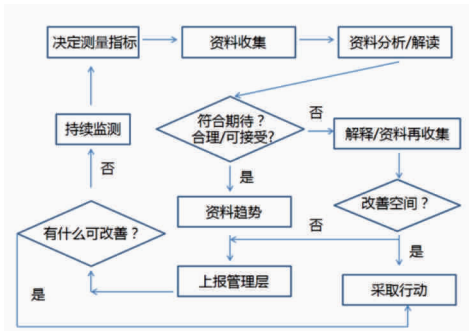 决定测量指标
资料收集
资料分析/解读
持续监测
符合期待？
合理/可接受?
否
解释/资料再收集
否
是
资料趋势
改善空间？
有什么可改善？
否
是
上报管理层
采取行动
是